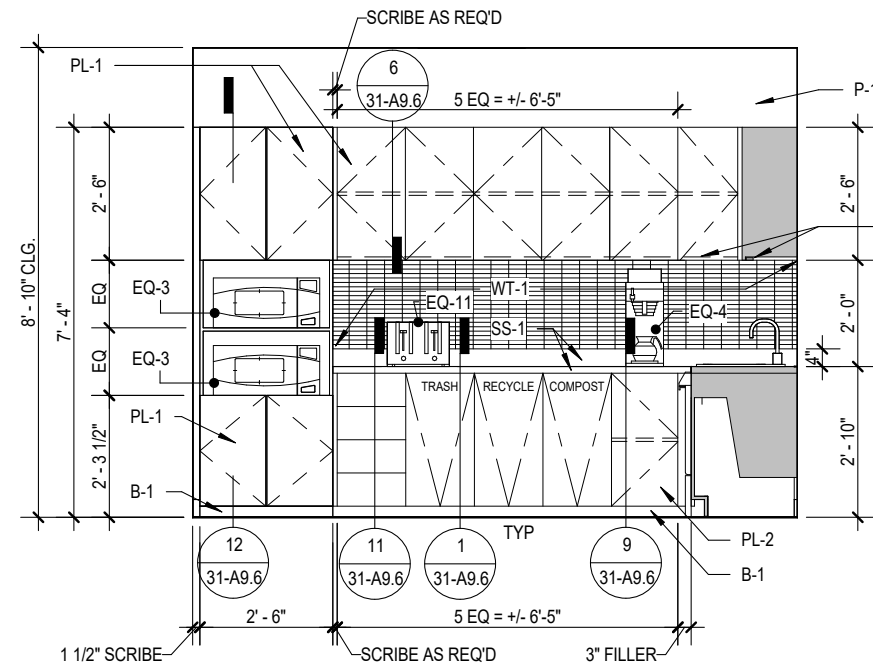 SCRIBE AS REQ'D
PL-1
6
31-A9.6
5 EQ = +/- 6'-5"
P-1
8' - 10" CLG.
7' - 4"
2' - 6"
EQ
EQ
2' - 3 1/2"
2' - 6"
2' - 0"
4"
2' - 10"
EQ-3
WT-1
EQ-11
EQ-4
SS-1
EQ-3
TRASH
RECYCLE
COMPOST
PL-1
B-1
TYP
PL-2
B-1
12
31-A9.6
11
31-A9.6
1
31-A9.6
9
31-A9.6
2' - 6"
5 EQ = +/- 6'-5"
1 1/2" SCRIBE
SCRIBE AS REQ'D
3" FILLER